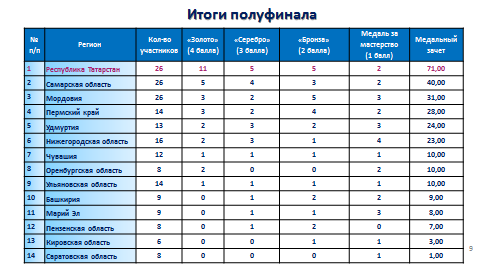 Итоги полуфинала
№ п/п Регион Кол-во участников «Золото» (4 балла) «Серебро» (3 балла) «Бронза» (2 балла) Медаль за мастерство (1 балл) Медальный зачет
1 Республика Татарстан 26 11 5 5 2 71,00
2 Самарская область 26 5 4 3 2 40,00
3 Мордовия 26 3 2 5 3 31,00
4 Пермский край 14 3 2 4 2 28,00
5 Удмуртия 13 2 3 2 3 24,00
6 Нижегородская область 16 2 3 1 4 23,00
7 Чувашия 12 1 1 1 1 10,00
8 Оренбургская область 8 2 0 0 2 10,00
9 Ульяновская область 14 1 1 1 1 10,00
10 Башкирия 9 0 1 2 2 9,00
11 Марий Эл 9 0 1 1 3 8,00
12 Пензенская область 8 0 1 2 0 7,00
13 Кировская область 6 0 0 1 1 3,00
14 Саратовская область 8 0 0 0 1 1,00
9